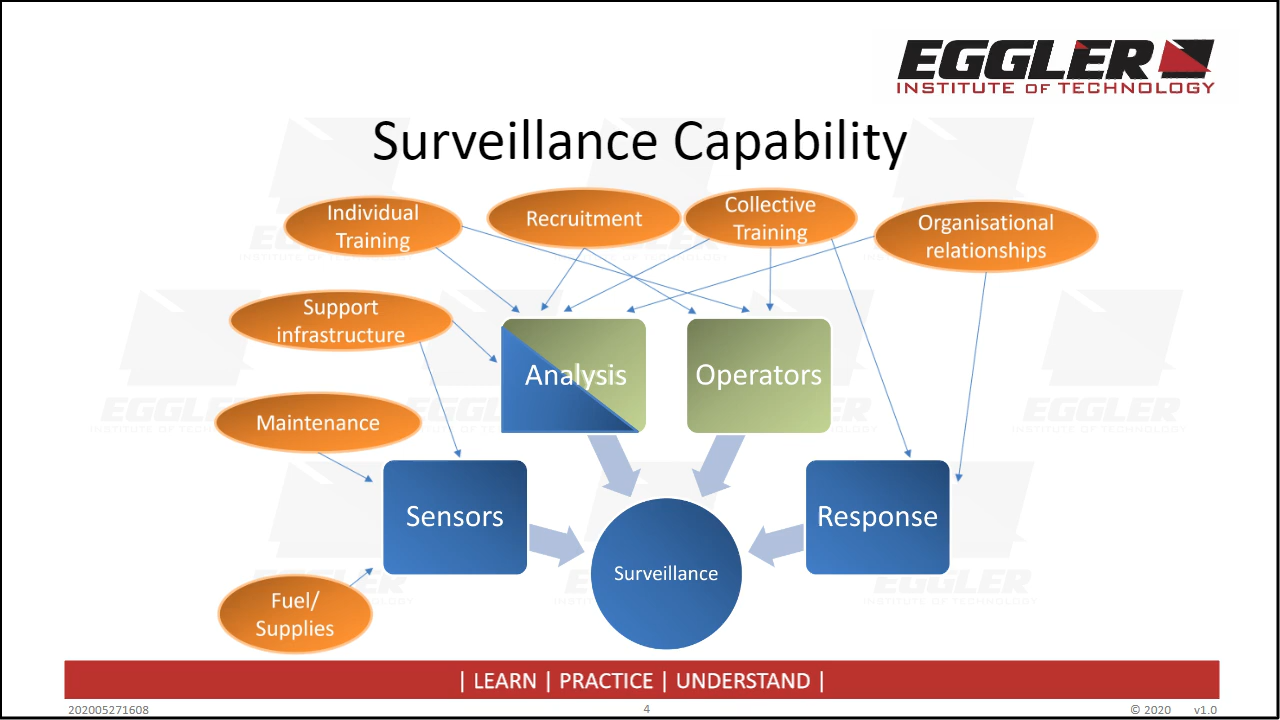 EGGLER
INSTITUTE OF TECHNOLOGY
Surveillance Capability
Individual
Training
Recruitment
Collective
Training
Organisational
relationships
Support
infrastructure
Analysis
Operators
Maintenance
Sensors
Response
Surveillance
Fuel/
Supplies
| LEARN | PRACTICE | UNDERSTAND |
202005271608
4
© 2020
v1.0